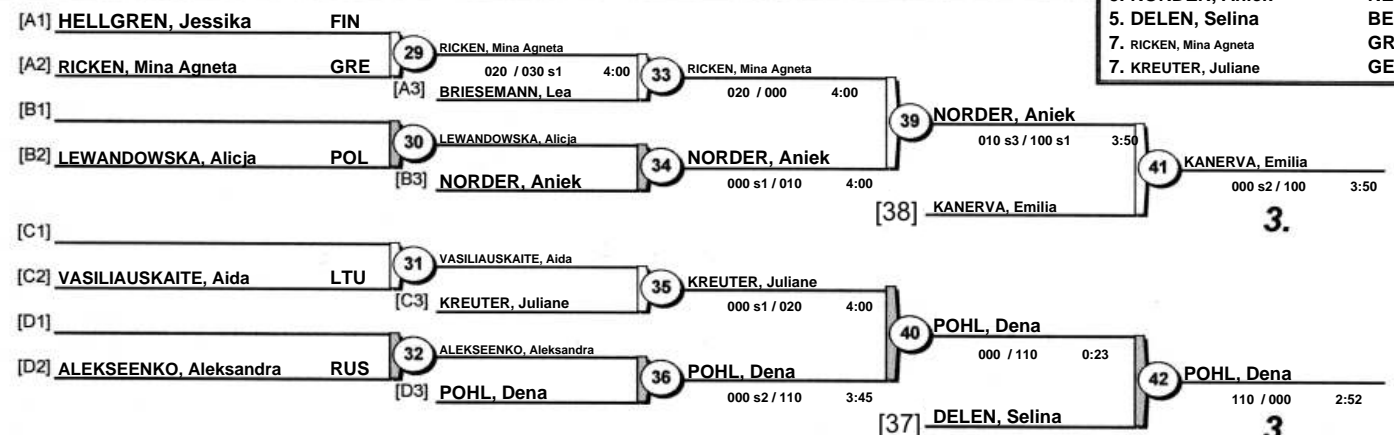 5. DELEN, Selina BE
7. RICKEN, Mina Agneta GR
7. KREUTER, Juliane GE
[A1] HELLGREN, Jessika FIN
[A2] RICKEN, Mina Agneta GRE
29
RICKEN, Mina Agneta
020 / 030 s1 4:00
[A3] BRIESEMANN, Lea
33
RICKEN, Mina Agneta
020 / 000 4:00
[B1]
[B2] LEWANDOWSKA, Alicja POL
30
LEWANDOWSKA, Alicja
[B3] NORDER, Aniek
34
NORDER, Aniek
000 s1 / 010 4:00
39
NORDER, Aniek
010 s3 / 100 s1 3:50
[38] KANERVA, Emilia
41
KANERVA, Emilia
000 s2 / 100 3:50
3.
[C1]
[C2] VASILIAUSKAITE, Aida LTU
31
VASILIAUSKAITE, Aida
[C3] KREUTER, Juliane
35
KREUTER, Juliane
000 s1 / 020 4:00
[D1]
[D2] ALEKSEENKO, Aleksandra RUS
32
ALEKSEENKO, Aleksandra
[D3] POHL, Dena
36
POHL, Dena
000 s2 / 110 3:45
40
POHL, Dena
000 / 110 0:23
[37] DELEN, Selina
42
POHL, Dena
110 / 000 2:52
3